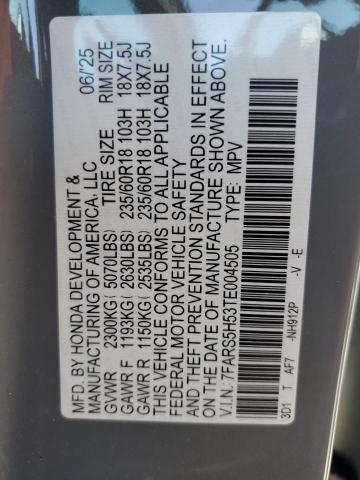 MFD. BY HONDA DEVELOPMENT & 06/'25
MANUFACTURING OF AMERICA, LLC
GVWR 2300KG ( 5070LBS) TIRE SIZE RIM SIZE
GAWR F 1193KG ( 2630LBS) 235/60R18 103H 18X7.5J
GAWR R 1150KG ( 2535LBS) 235/60R18 103H 18X7.5J
THIS VEHICLE CONFORMS TO ALL APPLICABLE
FEDERAL MOTOR VEHICLE SAFETY
AND THEFT PREVENTION STANDARDS IN EFFECT
ON THE DATE OF MANUFACTURE SHOWN ABOVE.
V.I.N.: 7FARS5H53TE004505 TYPE: MPV
3D1 T AF7 -NH912P -V -E